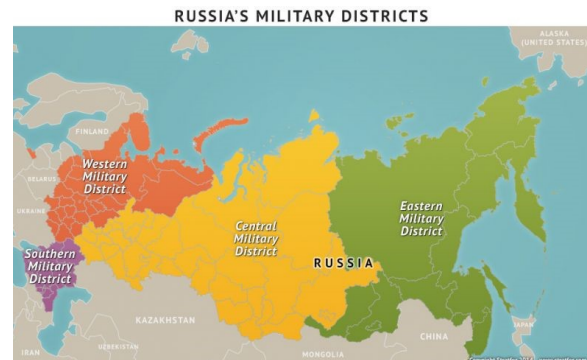 RUSSIA'S MILITARY DISTRICTS
ALASKA
(UNITED STATES)
FINLAND
Western
Military
District
BELARUS
UKRAINE
Eastern
Military
District
Central
Military
District
Southern
Military
District
RUSSIA
KAZAKHSTAN
CHINA
JAPAN
UZBEKISTAN
IRAN
MONGOLIA